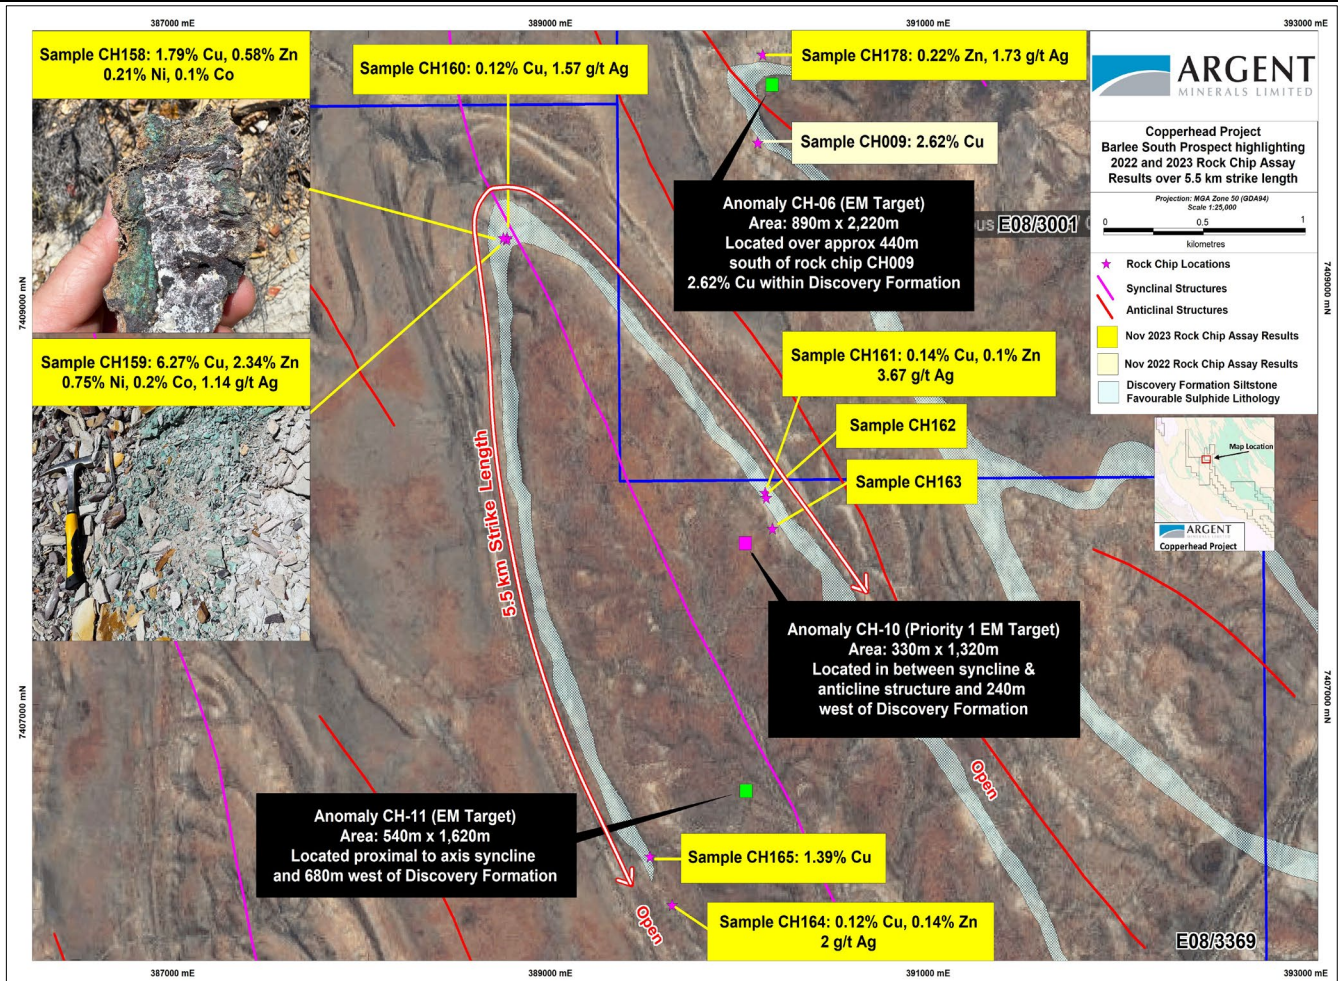 387000 mE
389000 mE
391000 mE
393000 mE
Sample CH158: 1.79% Cu, 0.58% Zn
0.21% Ni, 0.1% Co
Sample CH160: 0.12% Cu, 1.57 g/t Ag
Sample CH178: 0.22% Zn, 1.73 g/t Ag
Sample CH009: 2.62% Cu
ARGENT
MINERALS LIMITED
Copperhead Project
Barlee South Prospect highlighting
2022 and 2023 Rock Chip Assay
Results over 5.5 km strike length
Projection: MGA Zone 50 (GDA94)
Scale 1:25,000
0 0.5 1
kilometres
Rock Chip Locations
Synclinal Structures
Anticlinal Structures
Nov 2023 Rock Chip Assay Results
Nov 2022 Rock Chip Assay Results
Discovery Formation Siltstone
Favourable Sulphide Lithology
Anomaly CH-06 (EM Target)
Area: 890m x 2,220m
Located over approx 440m
south of rock chip CH009
2.62% Cu within Discovery Formation
E08/3001
7409000 mN
7409000 mN
Sample CH159: 6.27% Cu, 2.34% Zn
0.75% Ni, 0.2% Co, 1.14 g/t Ag
Sample CH161: 0.14% Cu, 0.1% Zn
3.67 g/t Ag
Sample CH162
Sample CH163
Map Location
ARGENT
MINERALS LIMITED
Copperhead Project
5.5 km Strike Length
Anomaly CH-10 (Priority 1 EM Target)
Area: 330m x 1,320m
Located in between syncline &
anticline structure and 240m
west of Discovery Formation
7407000 mN
7407000 mN
Open
Anomaly CH-11 (EM Target)
Area: 540m x 1,620m
Located proximal to axis syncline
and 680m west of Discovery Formation
Sample CH165: 1.39% Cu
Open
Sample CH164: 0.12% Cu, 0.14% Zn
2 g/t Ag
E08/3369
387000 mE
389000 mE
391000 mE
393000 mE